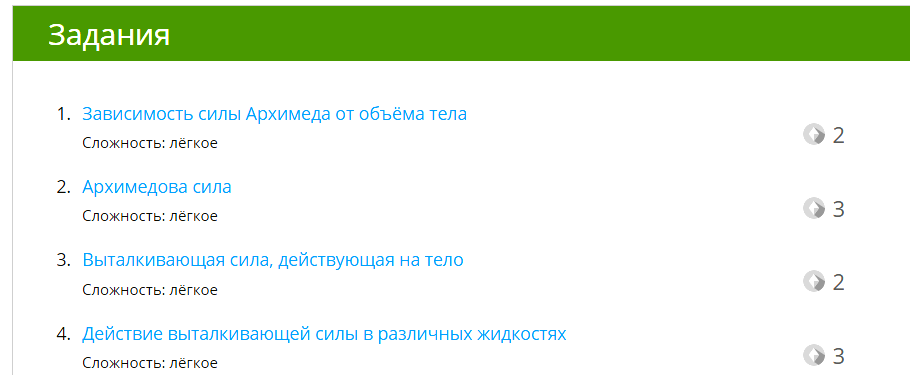 Задания
1. Зависимость силы Архимеда от объёма тела
Сложность: лёгкое
2
2. Архимедова сила
Сложность: лёгкое
3
3. Выталкивающая сила, действующая на тело
Сложность: лёгкое
2
4. Действие выталкивающей силы в различных жидкостях
Сложность: лёгкое
3